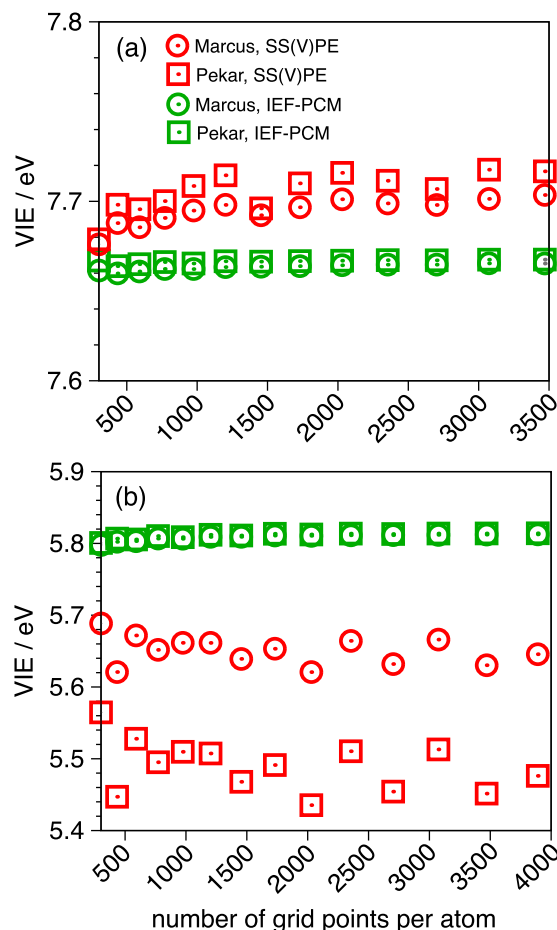 7.8
(a)
Marcus, SS(V)PE
Pekar, SS(V)PE
Marcus, IEF-PCM
Pekar, IEF-PCM
7.7
7.6
VIE / eV
500
1000
1500
2000
2500
3000
3500
5.9
(b)
5.8
5.7
5.6
5.5
5.4
VIE / eV
500
1000
1500
2000
2500
3000
3500
4000
number of grid points per atom